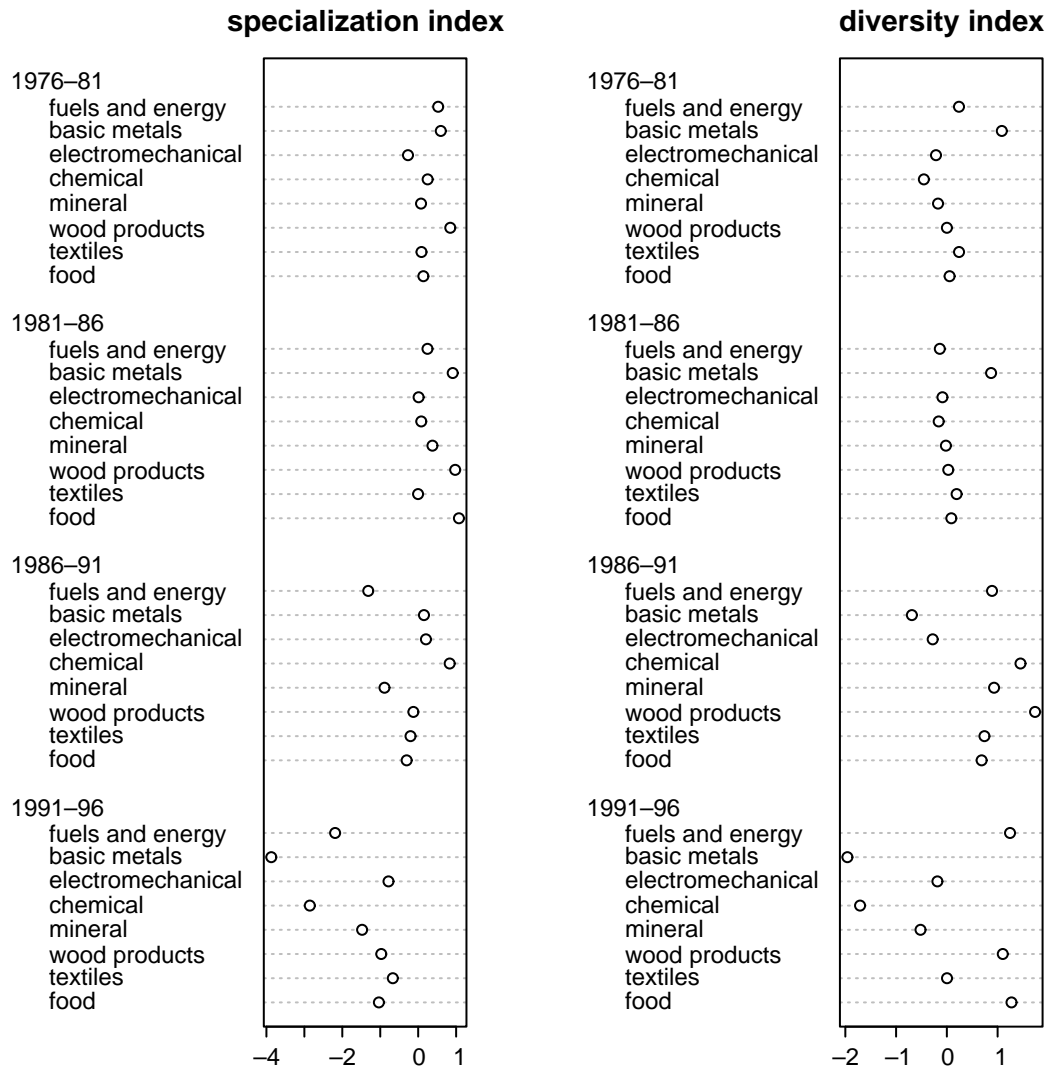 specialization index
1976–81
fuels and energy
basic metals
electromechanical
chemical
mineral
wood products
textiles
food
1981–86
fuels and energy
basic metals
electromechanical
chemical
mineral
wood products
textiles
food
1986–91
fuels and energy
basic metals
electromechanical
chemical
mineral
wood products
textiles
food
1991–96
fuels and energy
basic metals
electromechanical
chemical
mineral
wood products
textiles
food
–4 –2 0 1
diversity index
1976–81
fuels and energy
basic metals
electromechanical
chemical
mineral
wood products
textiles
food
1981–86
fuels and energy
basic metals
electromechanical
chemical
mineral
wood products
textiles
food
1986–91
fuels and energy
basic metals
electromechanical
chemical
mineral
wood products
textiles
food
1991–96
fuels and energy
basic metals
electromechanical
chemical
mineral
wood products
textiles
food
–2 –1 0 1